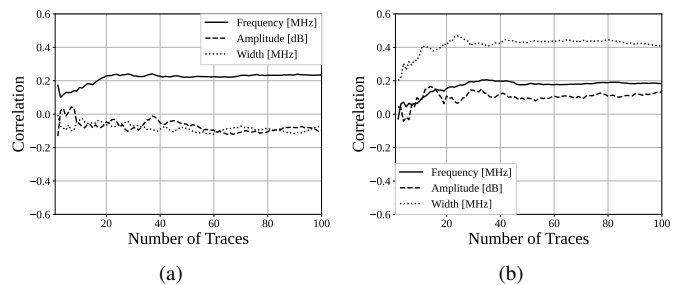 0.6
0.4
0.2
0.0
−0.2
−0.4
−0.6
Correlation
20
40
60
80
100
Number of Traces
Frequency [MHz]
Amplitude [dB]
Width [MHz]
(a)
0.6
0.4
0.2
0.0
−0.2
−0.4
−0.6
Correlation
Frequency [MHz]
Amplitude [dB]
Width [MHz]
20
40
60
80
100
Number of Traces
(b)